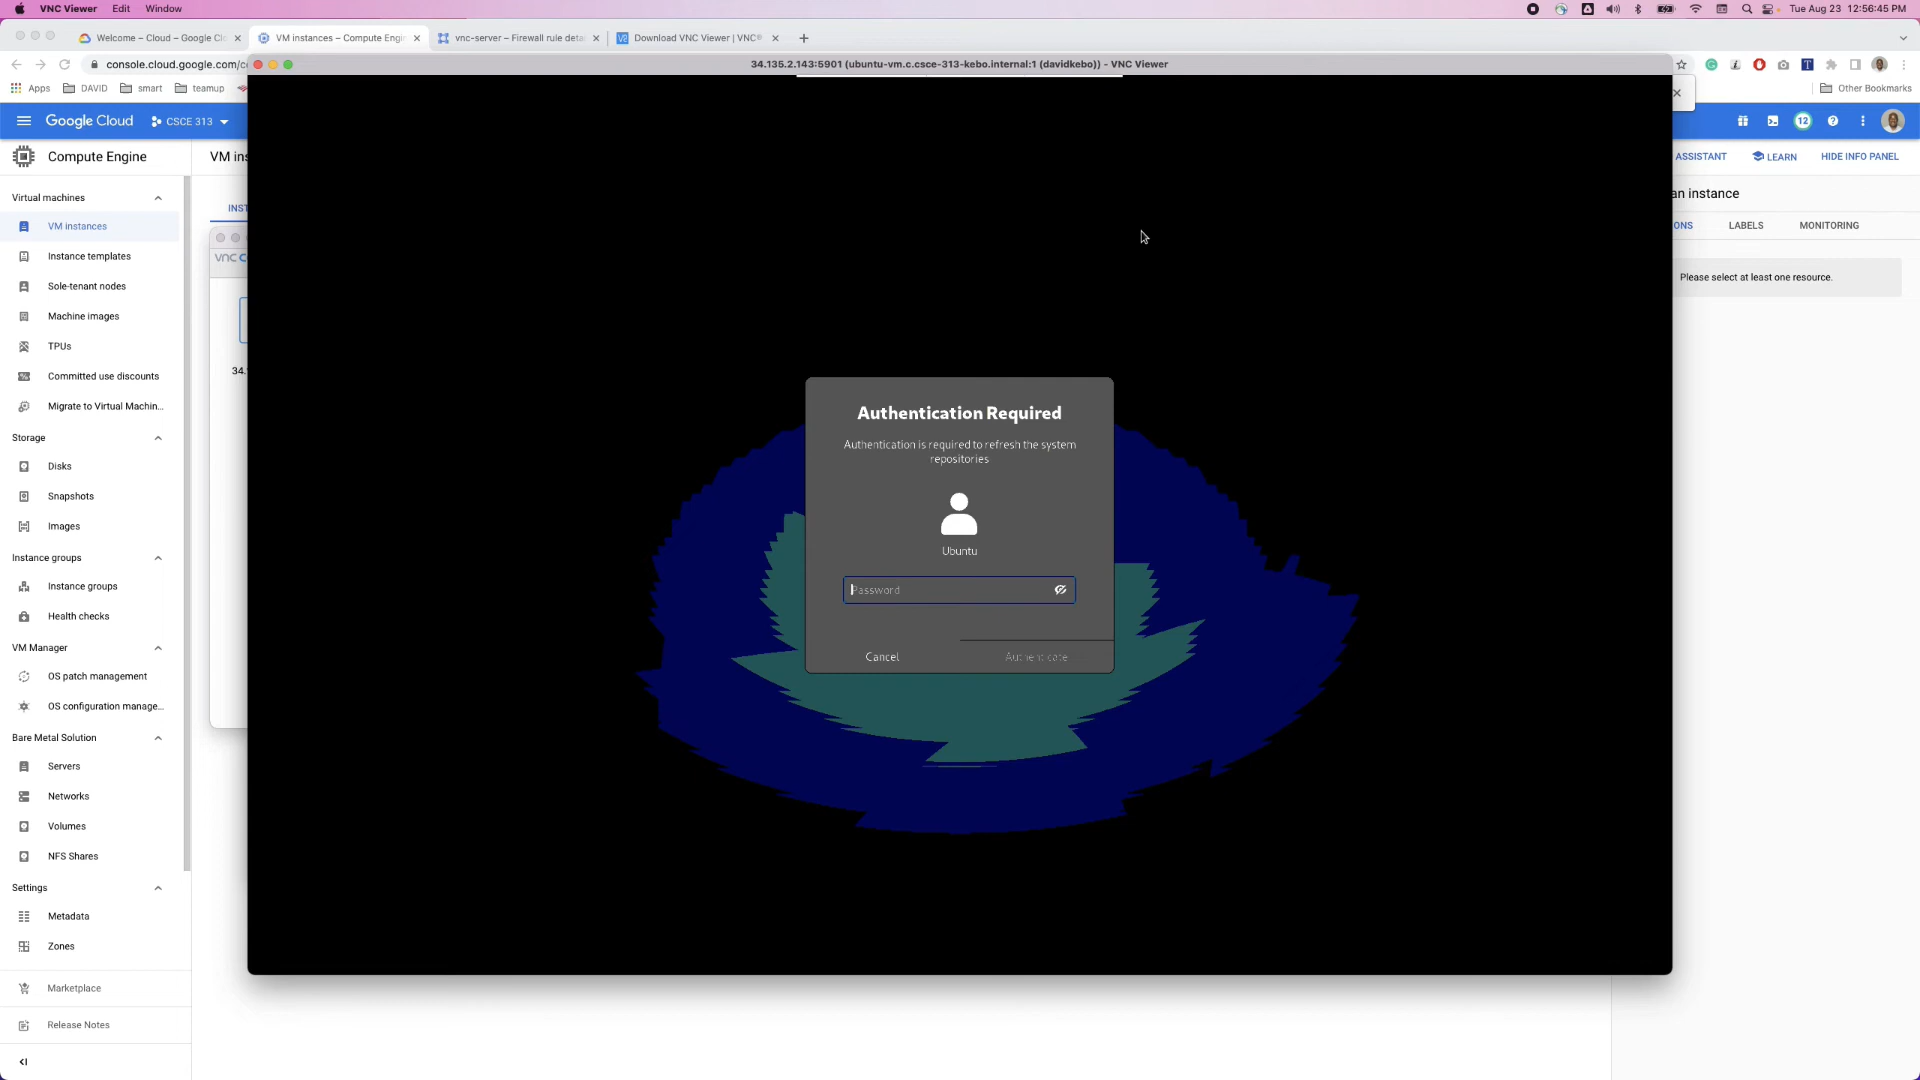 VNC Viewer Edit Window
Tue Aug 23 12:56:45 PM
Welcome – Cloud – Google Cl
VM instances – Compute Engin
vnc-server – Firewall rule deta
Download VNC Viewer | VNC®
console.cloud.google.com/c
34.135.2.143:5901 (ubuntu-vm.c.csce-313-kebo.internal:1 (davidkebo)) - VNC Viewer
Apps DAVID smart teamup
Other Bookmarks
Google Cloud
CSCE 313
12
Compute Engine
VM ins
ASSISTANT
LEARN
HIDE INFO PANEL
Virtual machines
VM instances
Instance templates
Sole-tenant nodes
Machine images
TPUs
Committed use discounts
Migrate to Virtual Machin...
Storage
Disks
Snapshots
Images
Instance groups
Instance groups
Health checks
VM Manager
OS patch management
OS configuration manage...
Bare Metal Solution
Servers
Networks
Volumes
NFS Shares
Settings
Metadata
Zones
Marketplace
Release Notes
INST
VNC CO
34.
Authentication Required
Authentication is required to refresh the system
repositories
Ubuntu
Password
Cancel
Authenticate
an instance
ONS
LABELS
MONITORING
Please select at least one resource.